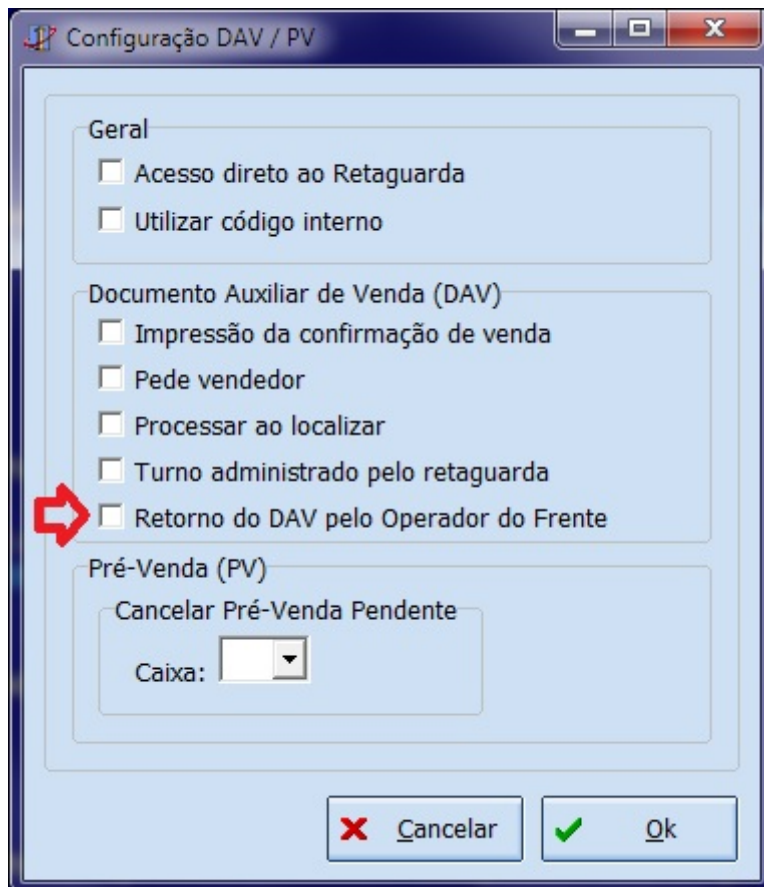 Configuração DAV / PV
Geral
Acesso direto ao Retaguarda
Utilizar código interno
Documento Auxiliar de Venda (DAV)
Impressão da confirmação de venda
Pede vendedor
Processar ao localizar
Turno administrado pelo retaguarda
Retorno do DAV pelo Operador do Frente
Pré-Venda (PV)
Cancelar Pré-Venda Pendente
Caixa:
Cancelar Ok